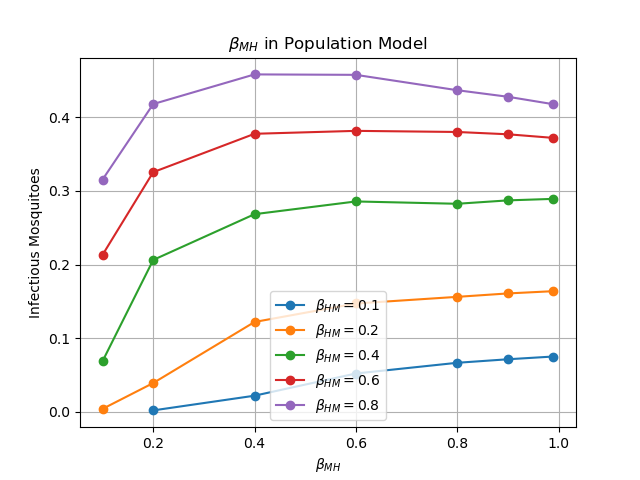 β_MH in Population Model
Infectious Mosquitoes
0.4
0.3
0.2
0.1
0.0
β_HM = 0.1
β_HM = 0.2
β_HM = 0.4
β_HM = 0.6
β_HM = 0.8
0.2 0.4 0.6 0.8 1.0
β_MH